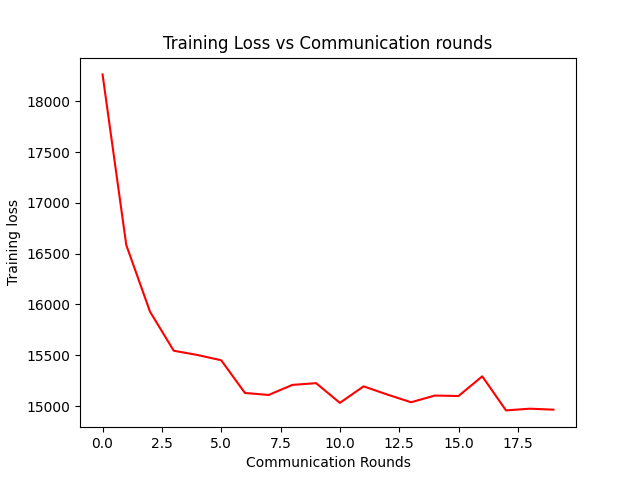 Training Loss vs Communication rounds
18000
17500
17000
16500
16000
15500
15000
Training loss
0.0 2.5 5.0 7.5 10.0 12.5 15.0 17.5
Communication Rounds